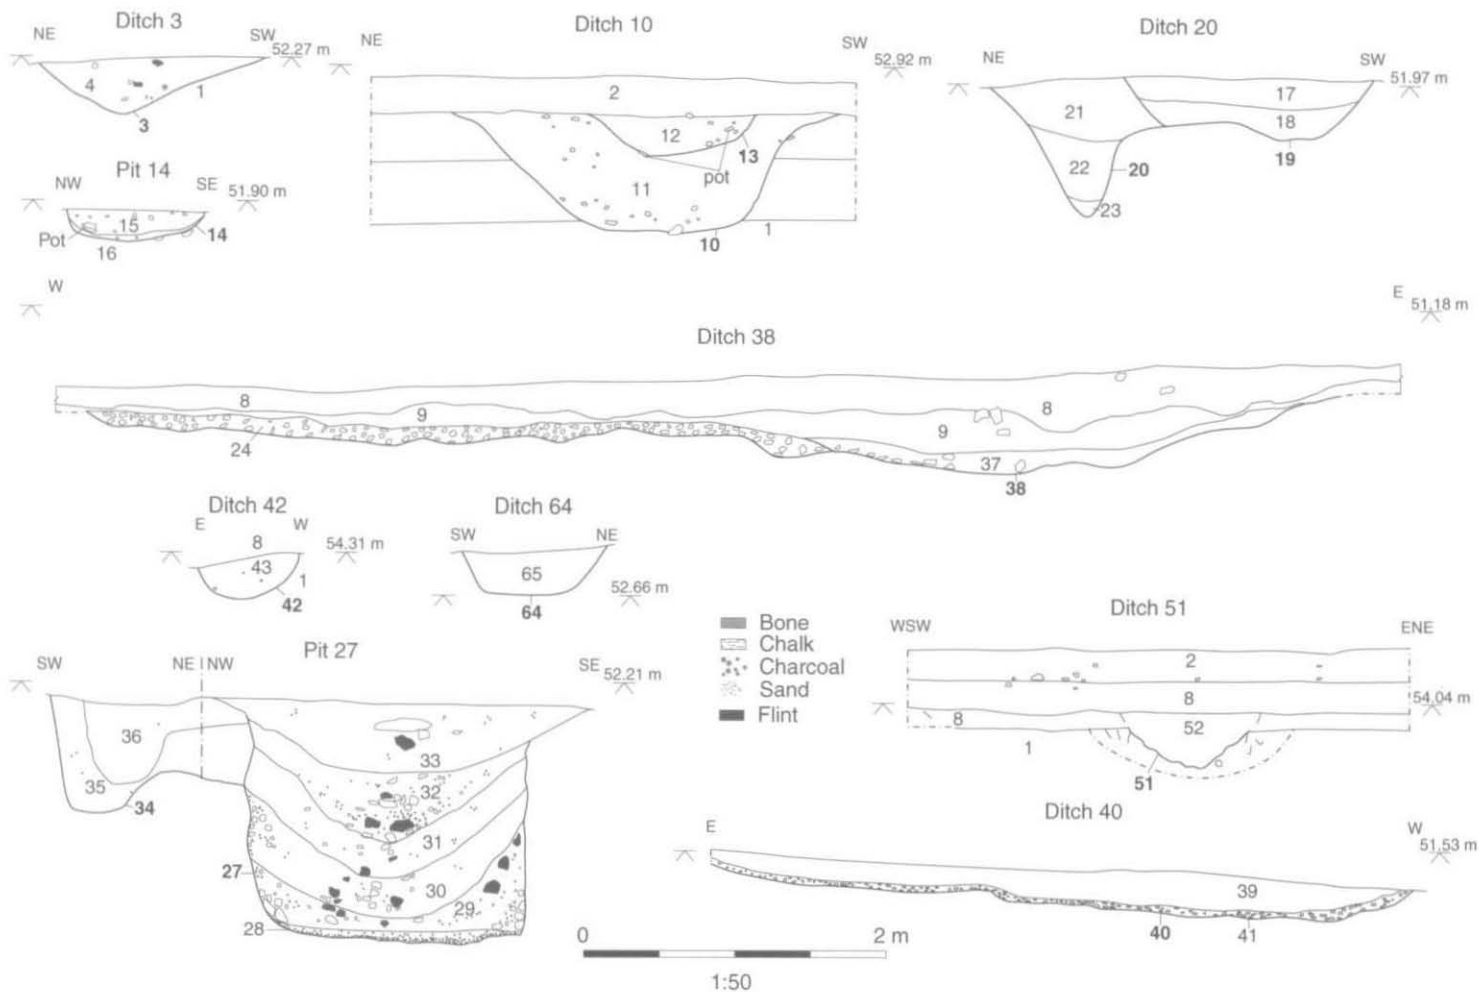 Ditch 3
NE SW 52.27 m
4 1
3
Pit 14
NW SE 51.90 m
15
Pot 14
16
Ditch 10
NE SW 52.92 m
2
12
13
pot
11
1
10
Ditch 20
NE SW 51.97 m
17
21 18
22 20 19
23
W E 51.18 m
Ditch 38
8 8
9 9
24 37
38
Ditch 42
E W 54.31 m
8
43
1
42
Ditch 64
SW NE
65
52.66 m
64
Bone
Chalk
Charcoal
Sand
Flint
Ditch 51
WSW ENE
2
8 54.04 m
8 52
1
51
Pit 27
SW NE NW SE 52.21 m
36
33
35 32
34
31
27
30
29
28
Ditch 40
E W 51.53 m
39
40 41
0 2 m
1:50